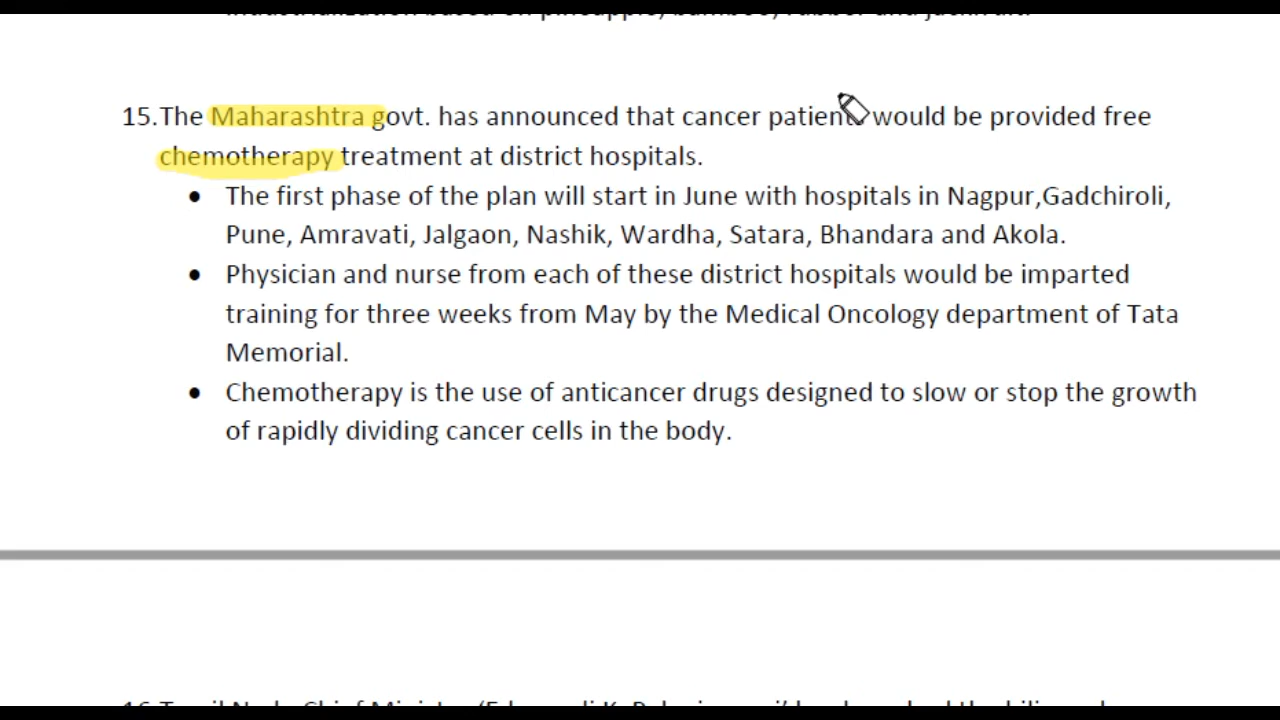 15.The Maharashtra govt. has announced that cancer patients would be provided free
chemotherapy treatment at district hospitals.
• The first phase of the plan will start in June with hospitals in Nagpur,Gadchiroli,
Pune, Amravati, Jalgaon, Nashik, Wardha, Satara, Bhandara and Akola.
• Physician and nurse from each of these district hospitals would be imparted
training for three weeks from May by the Medical Oncology department of Tata
Memorial.
• Chemotherapy is the use of anticancer drugs designed to slow or stop the growth
of rapidly dividing cancer cells in the body.